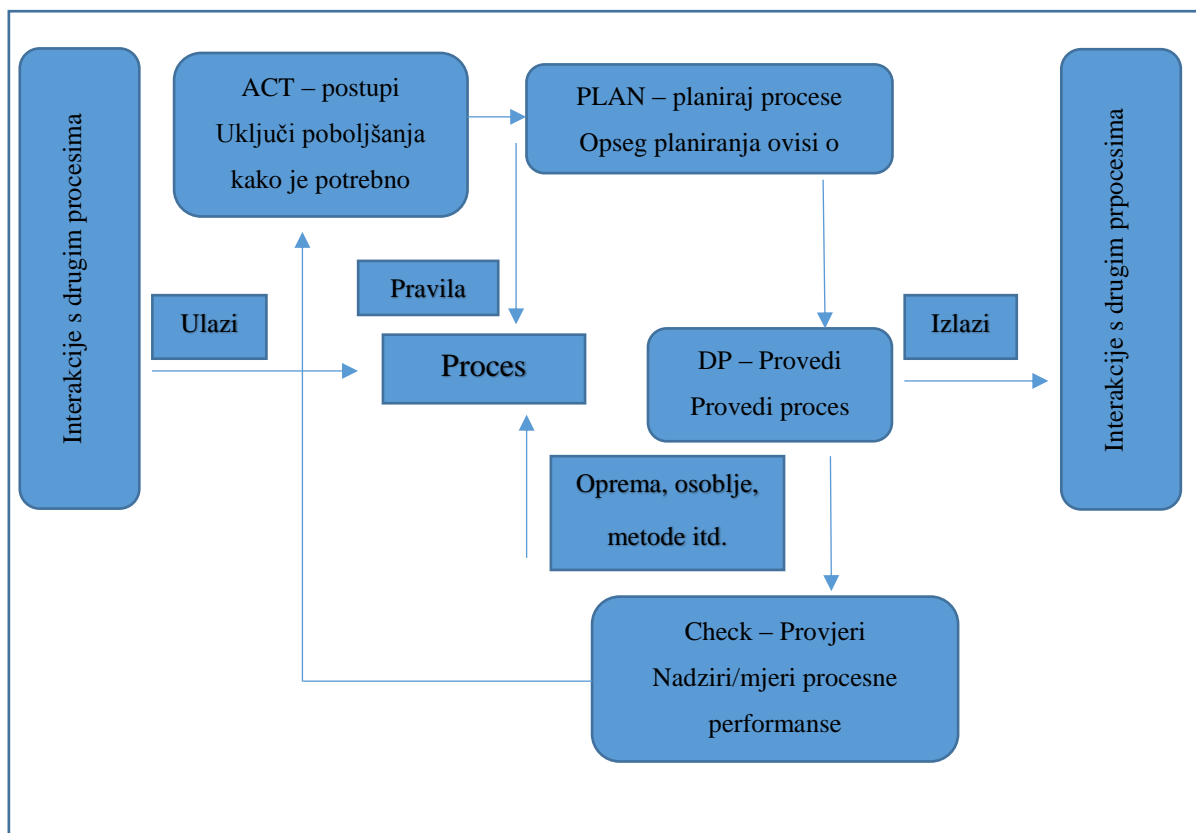 Interakcije s drugim procesima
ACT – postupi
Uključi poboljšanja
kako je potrebno
PLAN – planiraj procese
Opseg planiranja ovisi o
Pravila
Ulazi
Proces
DP – Provedi
Provedi proces
Izlazi
Interakcije s drugim prpocesima
Oprema, osoblje,
metode itd.
Check – Provjeri
Nadziri/mjeri procesne
performanse